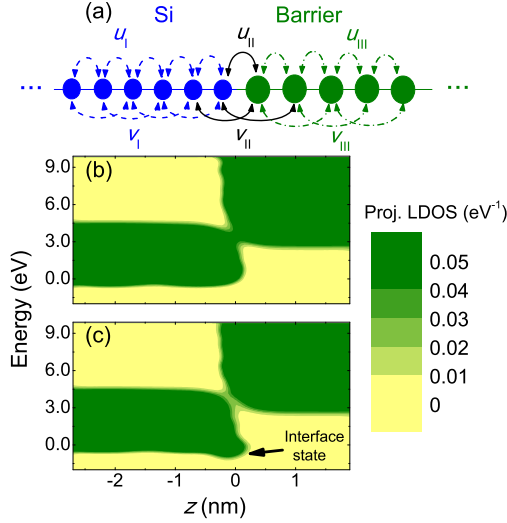 (a)
Si
Barrier
u_I
u_II
u_III
...
...
v_I
v_II
v_III
(b)
9.0
6.0
3.0
0.0
(c)
9.0
6.0
3.0
0.0
Interface
state
Energy (eV)
-2
-1
0
1
z (nm)
Proj. LDOS (eV⁻¹)
0.05
0.04
0.03
0.02
0.01
0